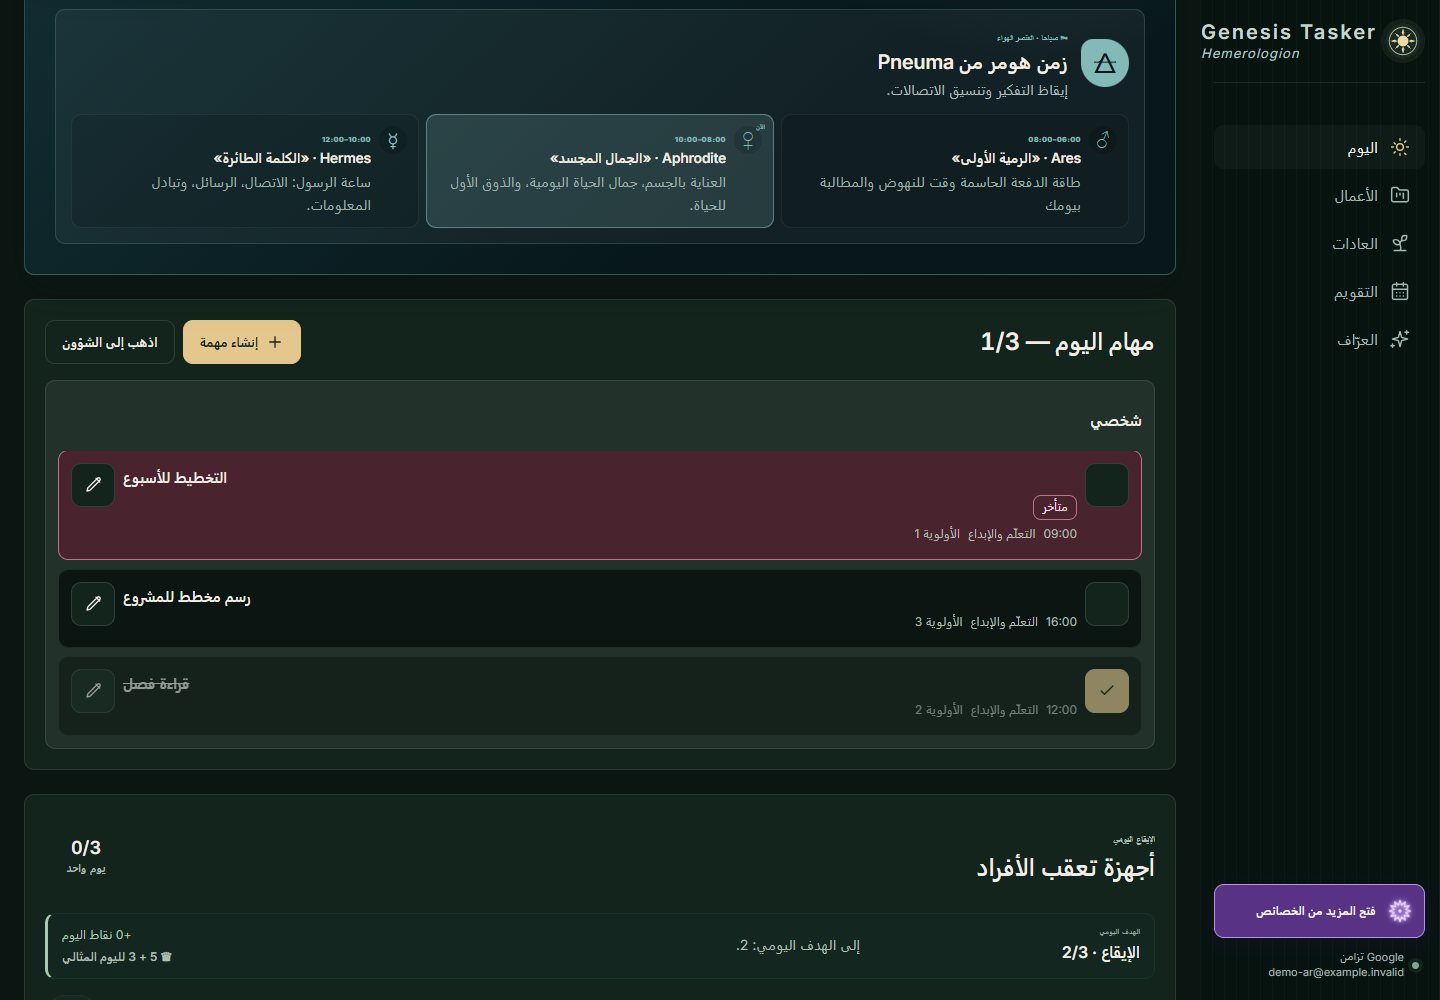 Genesis Tasker
Hemerologion
اليوم
الأعمال
العادات
التقويم
العرّاف
فتح المزيد من الخصائص
Google تزامن
demo-ar@example.invalid
صباحا · العنصر الهواء
زمن هومر من Pneuma
إيقاظ التفكير وتنسيق الاتصالات.
06:00–08:00
Ares · «الرمية الأولى»
طاقة الدفعة الحاسمة وقت للنهوض والمطالبة
بيومك
الآن
08:00–10:00
Aphrodite · «الجمال المجسد»
العناية بالجسم، جمال الحياة اليومية، والذوق الأول
للحياة.
10:00–12:00
Hermes · «الكلمة الطائرة»
ساعة الرسول: الاتصال، الرسائل، وتبادل
المعلومات.
مهام اليوم — 1/3
إنشاء مهمة
اذهب إلى الشؤون
شخصي
التخطيط للأسبوع
متأخر
09:00 التعلّم والإبداع الأولوية 1
رسم مخطط للمشروع
16:00 التعلّم والإبداع الأولوية 3
قراءة فصل
12:00 التعلّم والإبداع الأولوية 2
الإيقاع اليومي
أجهزة تعقب الأفراد
0/3
يوم واحد
الهدف اليومي
الإيقاع · 2/3
إلى الهدف اليومي: 2.
+0 نقاط اليوم
5 + 3 لليوم المثالي